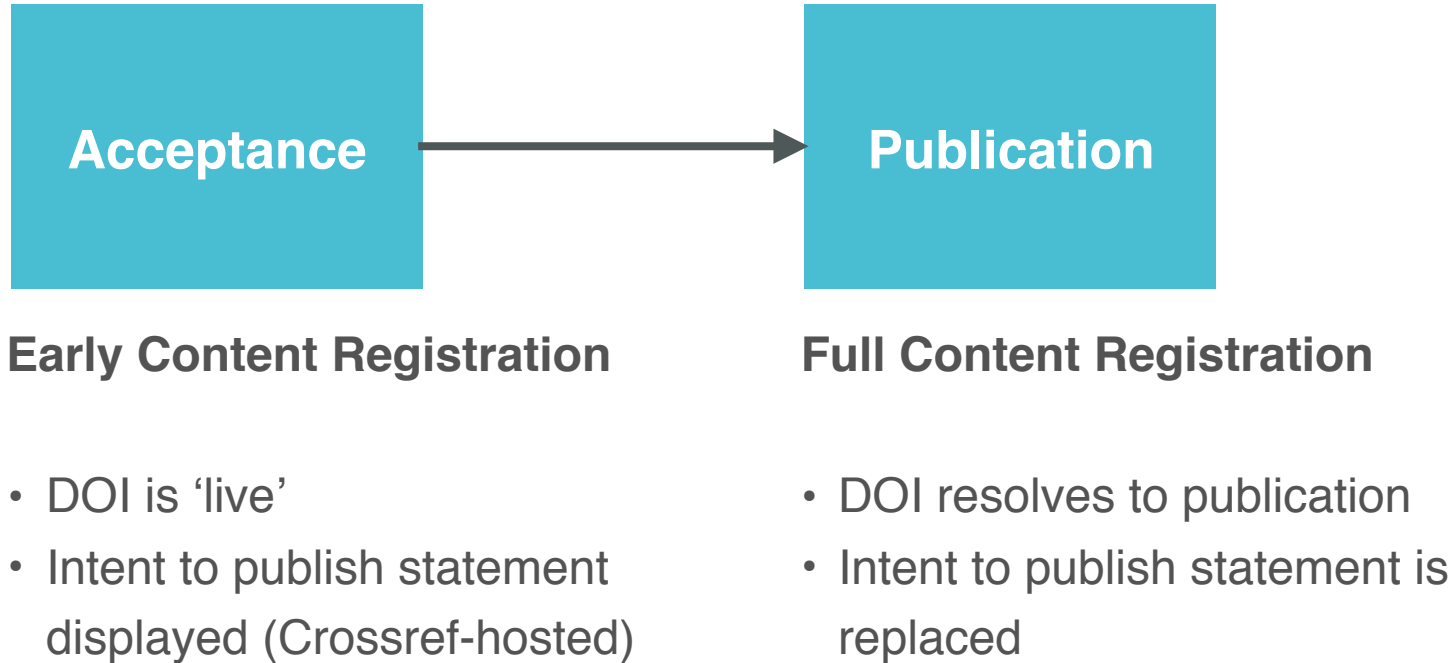 Acceptance
Publication
Early Content Registration
• DOI is ‘live’
• Intent to publish statement
displayed (Crossref-hosted)
Full Content Registration
• DOI resolves to publication
• Intent to publish statement is
replaced